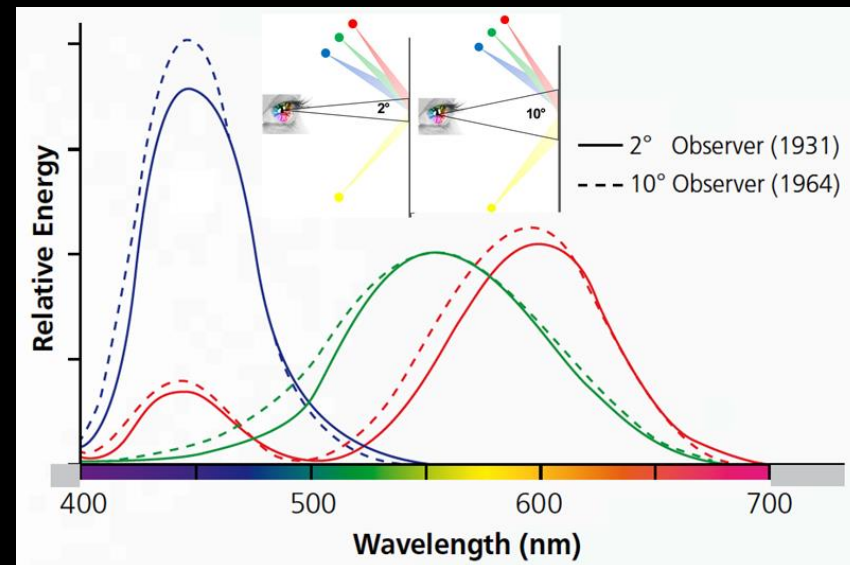 2°
10°
2° Observer (1931)
10° Observer (1964)
Relative Energy
400 500 600 700
Wavelength (nm)